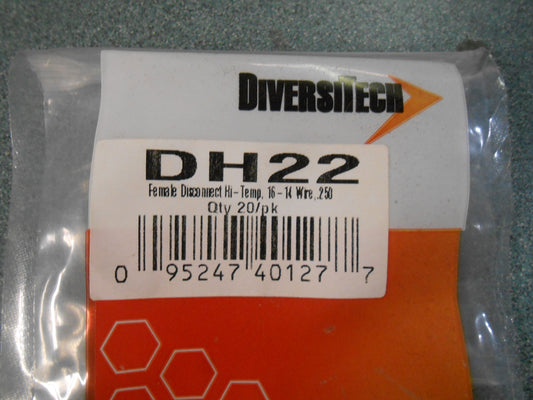 DIVERSITECH
DH22
Female Disconnect Hi-Temp, 16-14 Wire, .250
Qty 20/pk
0 95247 40127 7